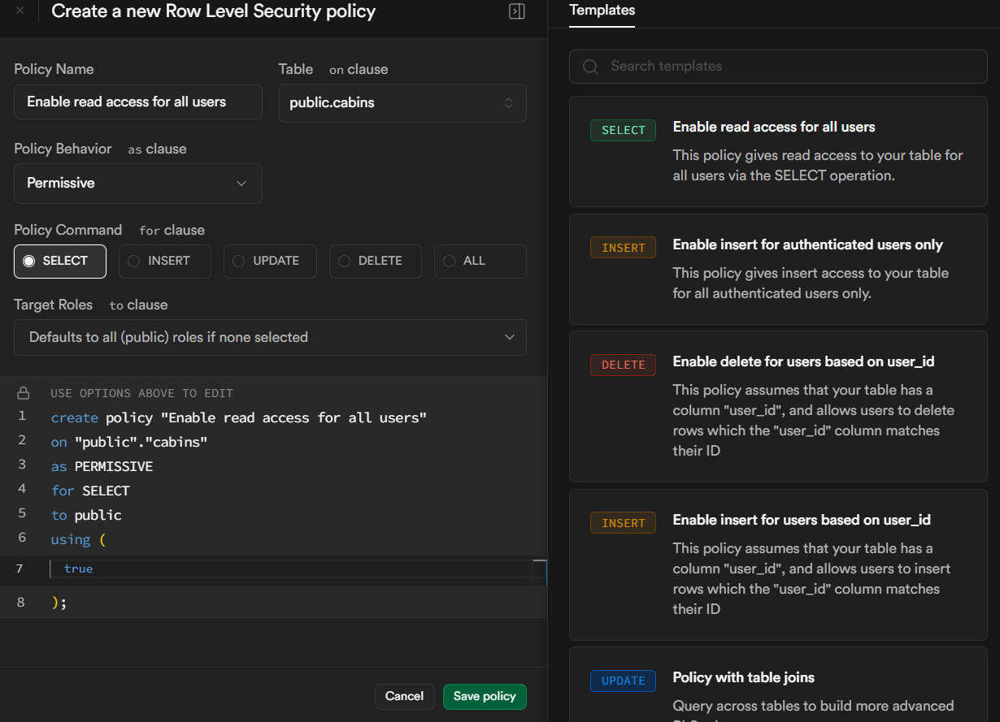 Create a new Row Level Security policy
Policy Name
Enable read access for all users
Table on clause
public.cabins
Policy Behavior as clause
Permissive
Policy Command for clause
SELECT
INSERT
UPDATE
DELETE
ALL
Target Roles to clause
Defaults to all (public) roles if none selected
USE OPTIONS ABOVE TO EDIT
1 create policy "Enable read access for all users"
2 on "public"."cabins"
3 as PERMISSIVE
4 for SELECT
5 to public
6 using (
7 true
8 );
Cancel
Save policy
Templates
Search templates
SELECT
Enable read access for all users
This policy gives read access to your table for
all users via the SELECT operation.
INSERT
Enable insert for authenticated users only
This policy gives insert access to your table
for all authenticated users only.
DELETE
Enable delete for users based on user_id
This policy assumes that your table has a
column "user_id", and allows users to delete
rows which the "user_id" column matches
their ID
INSERT
Enable insert for users based on user_id
This policy assumes that your table has a
column "user_id", and allows users to insert
rows which the "user_id" column matches
their ID
UPDATE
Policy with table joins
Query across tables to build more advanced